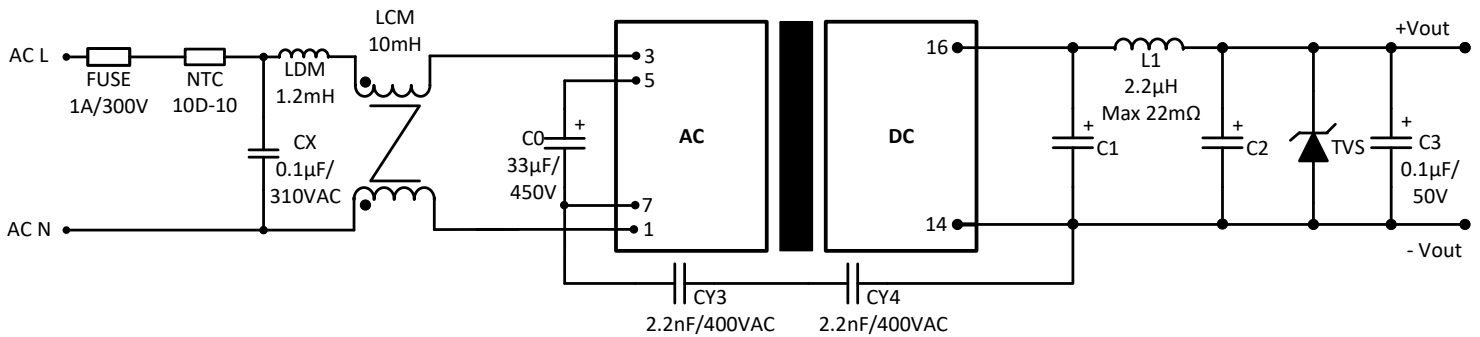 AC L
FUSE
1A/300V
NTC
10D-10
LDM
1.2mH
LCM
10mH
CX
0.1µF/
310VAC
AC N
C0
+
33µF/
450V
3
5
7
1
AC
DC
16
14
CY3
2.2nF/400VAC
CY4
2.2nF/400VAC
+
C1
L1
2.2µH
Max 22mΩ
+
C2
TVS
+
C3
0.1µF/
50V
+Vout
- Vout